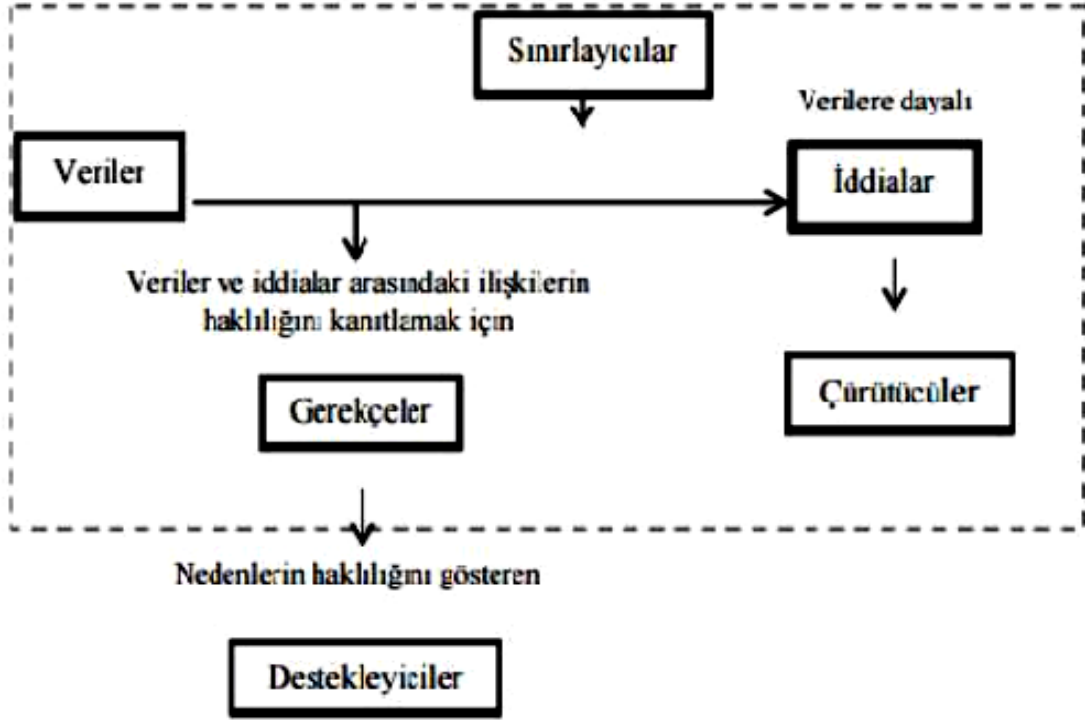 Sınırlayıcılar
Verilere dayalı
Veriler
İddialar
Veriler ve iddialar arasındaki ilişkilerin
haklılığını kanıtlamak için
Gerekçeler
Çürütücüler
Nedenlerin haklılığını gösteren
Destekleyiciler